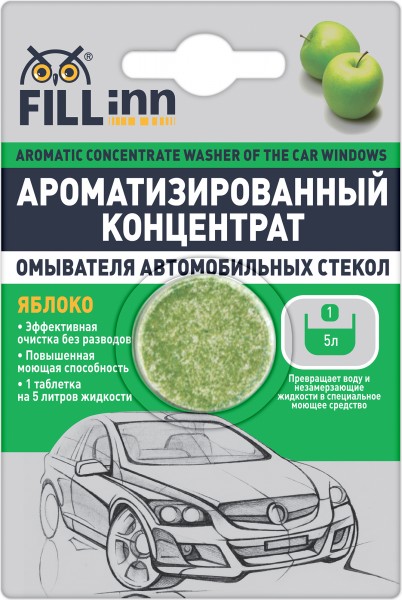 FILL inn ®
AROMATIC CONCENTRATE WASHER OF THE CAR WINDOWS
АРОМАТИЗИРОВАННЫЙ
КОНЦЕНТРАТ
ОМЫВАТЕЛЯ АВТОМОБИЛЬНЫХ СТЕКОЛ
ЯБЛОКО
• Эффективная
очистка без разводов
• Повышенная
моющая способность
• 1 таблетка
на 5 литров жидкости
1
5л
Превращает воду и
незамерзающие
жидкости в специальное
моющее средство